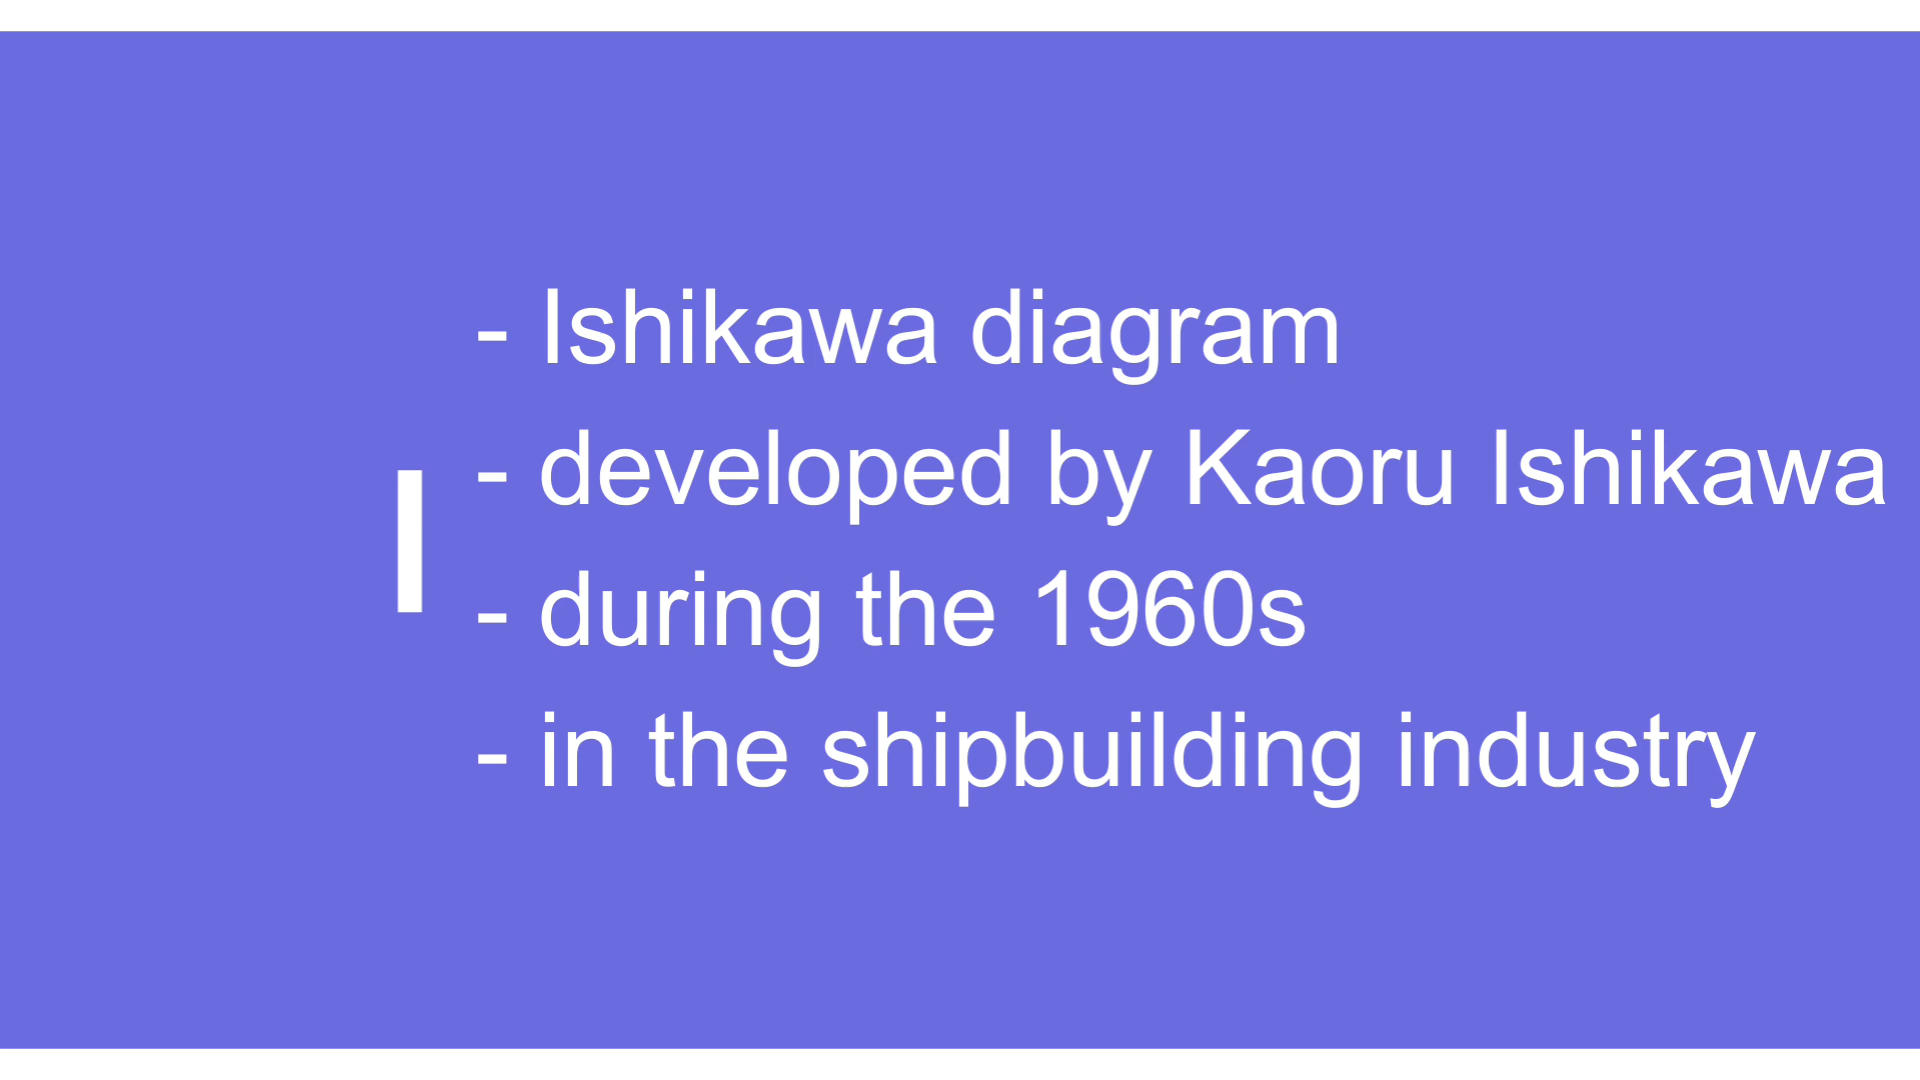 I
- Ishikawa diagram
- developed by Kaoru Ishikawa
- during the 1960s
- in the shipbuilding industry